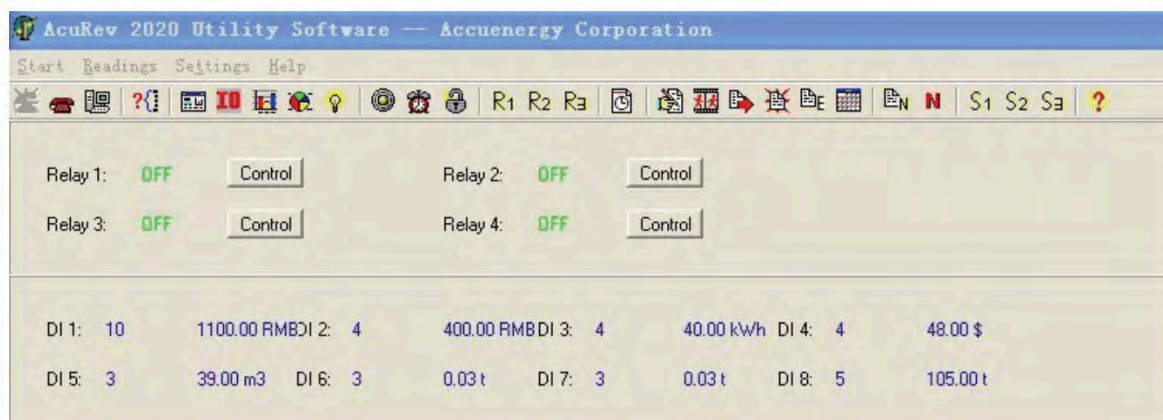 AcuRev 2020 Utility Software -- Accuenergy Corporation
Start Readings Settings Help
?{} IO R1 R2 R3 E N N S1 S2 S3 ?
Relay 1: OFF Control Relay 2: OFF Control
Relay 3: OFF Control Relay 4: OFF Control
DI 1: 10 1100.00 RMB DI 2: 4 400.00 RMB DI 3: 4 40.00 kWh DI 4: 4 48.00 $
DI 5: 3 39.00 m3 DI 6: 3 0.03 t DI 7: 3 0.03 t DI 8: 5 105.00 t